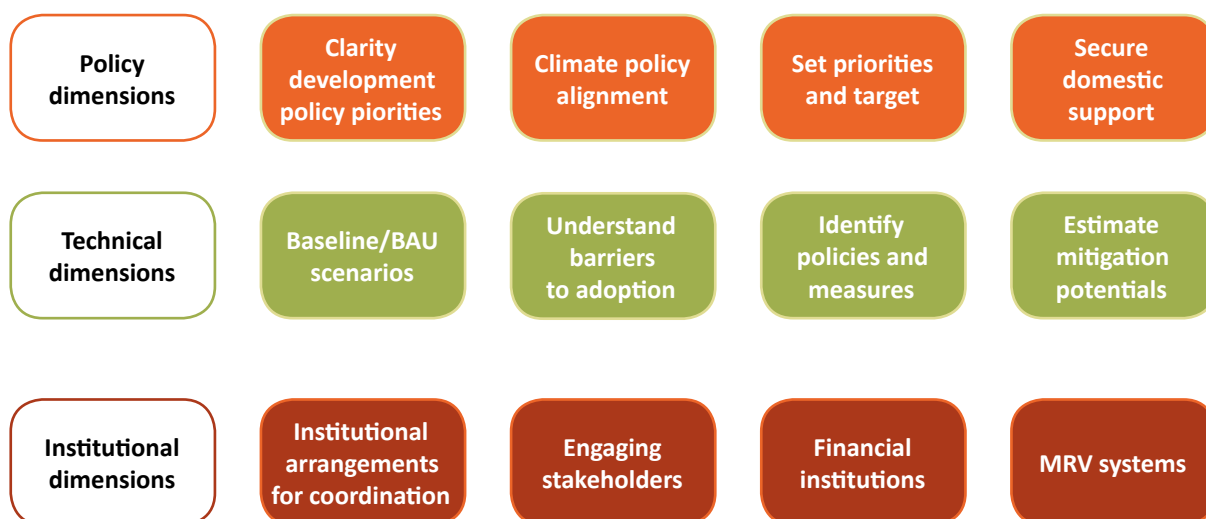 Policy
dimensions
Clarity
development
policy piorities
Climate policy
alignment
Set priorities
and target
Secure
domestic
support
Technical
dimensions
Baseline/BAU
scenarios
Understand
barriers
to adoption
Identify
policies and
measures
Estimate
mitigation
potentials
Institutional
dimensions
Institutional
arrangements
for coordination
Engaging
stakeholders
Financial
institutions
MRV systems